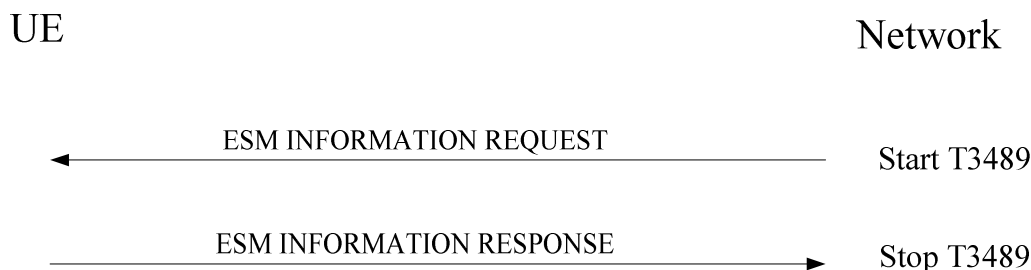 UE
Network
ESM INFORMATION REQUEST
Start T3489
ESM INFORMATION RESPONSE
Stop T3489